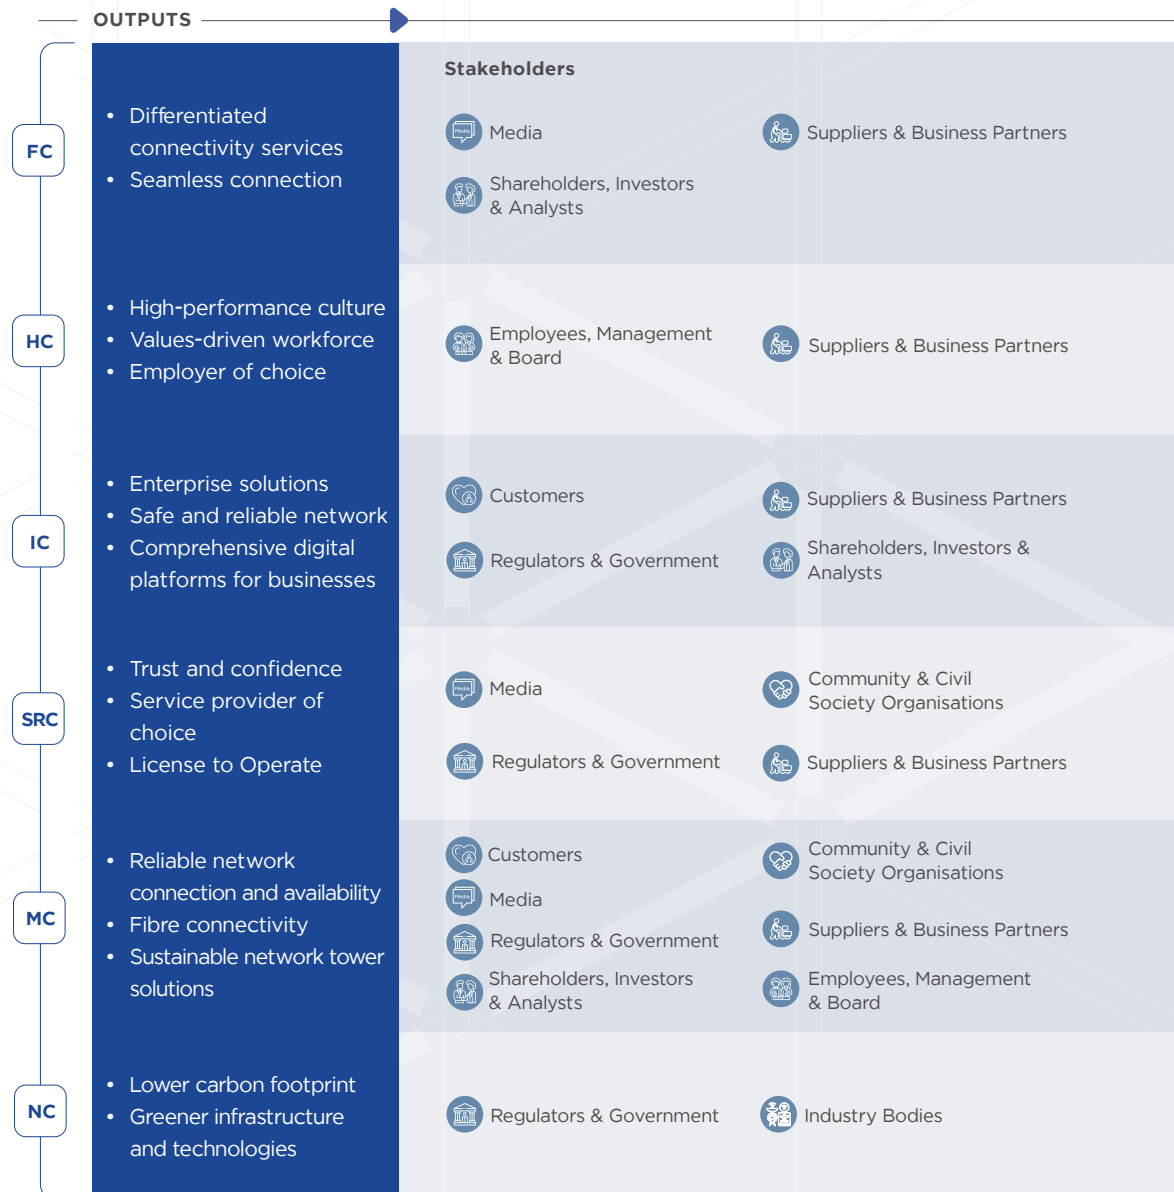 OUTPUTS
Stakeholders
FC
• Differentiated
connectivity services
• Seamless connection
Media
Suppliers & Business Partners
Shareholders, Investors
& Analysts
HC
• High-performance culture
• Values-driven workforce
• Employer of choice
Employees, Management
& Board
Suppliers & Business Partners
IC
• Enterprise solutions
• Safe and reliable network
• Comprehensive digital
platforms for businesses
Customers
Suppliers & Business Partners
Regulators & Government
Shareholders, Investors &
Analysts
SRC
• Trust and confidence
• Service provider of
choice
• License to Operate
Media
Community & Civil
Society Organisations
Regulators & Government
Suppliers & Business Partners
MC
• Reliable network
connection and availability
• Fibre connectivity
• Sustainable network tower
solutions
Customers
Media
Regulators & Government
Shareholders, Investors
& Analysts
Community & Civil
Society Organisations
Suppliers & Business Partners
Employees, Management
& Board
NC
• Lower carbon footprint
• Greener infrastructure
and technologies
Regulators & Government
Industry Bodies